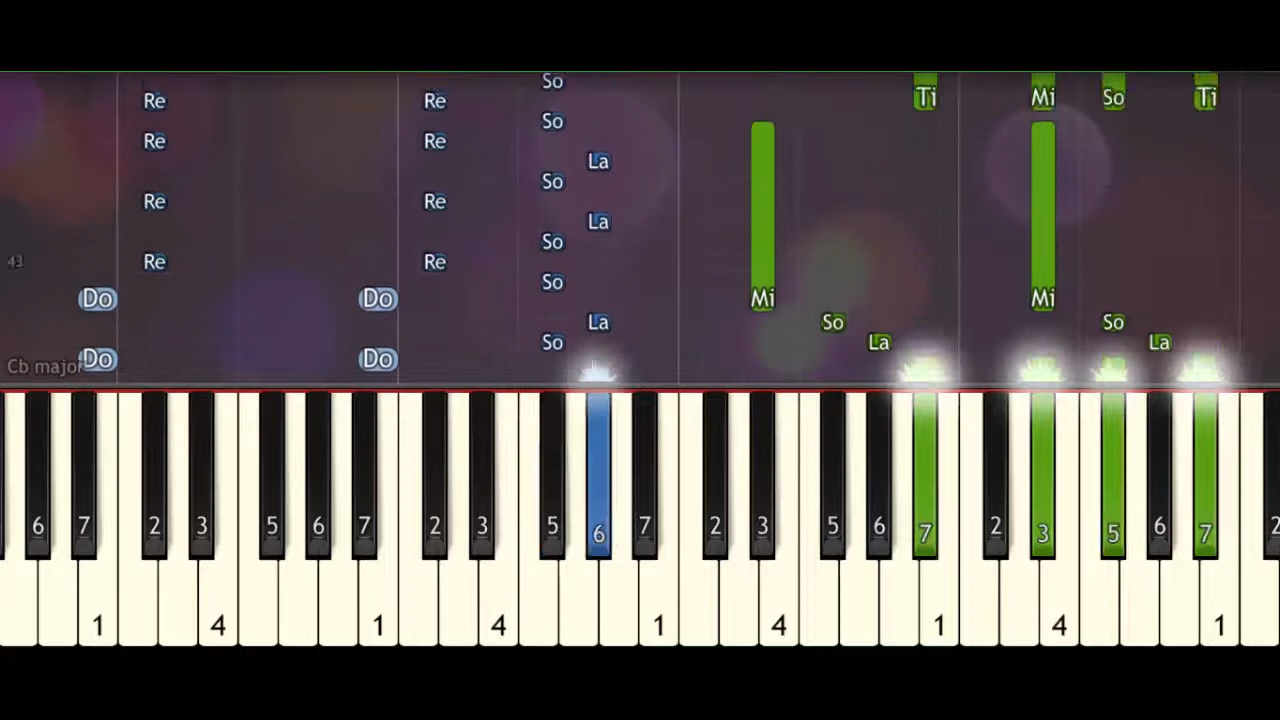 So
Re Re Ti Mi So Ti
So
Re Re
La
So
Re Re
La
So
43 Re Re
So
Do Do Mi Mi
La So So
So La La
Cb major Do Do
6 7 2 3 5 6 7 2 3 5 6 7 2 3 5 6 7 2 3 5 6 7 2
1 4 1 4 1 4 1 4 1